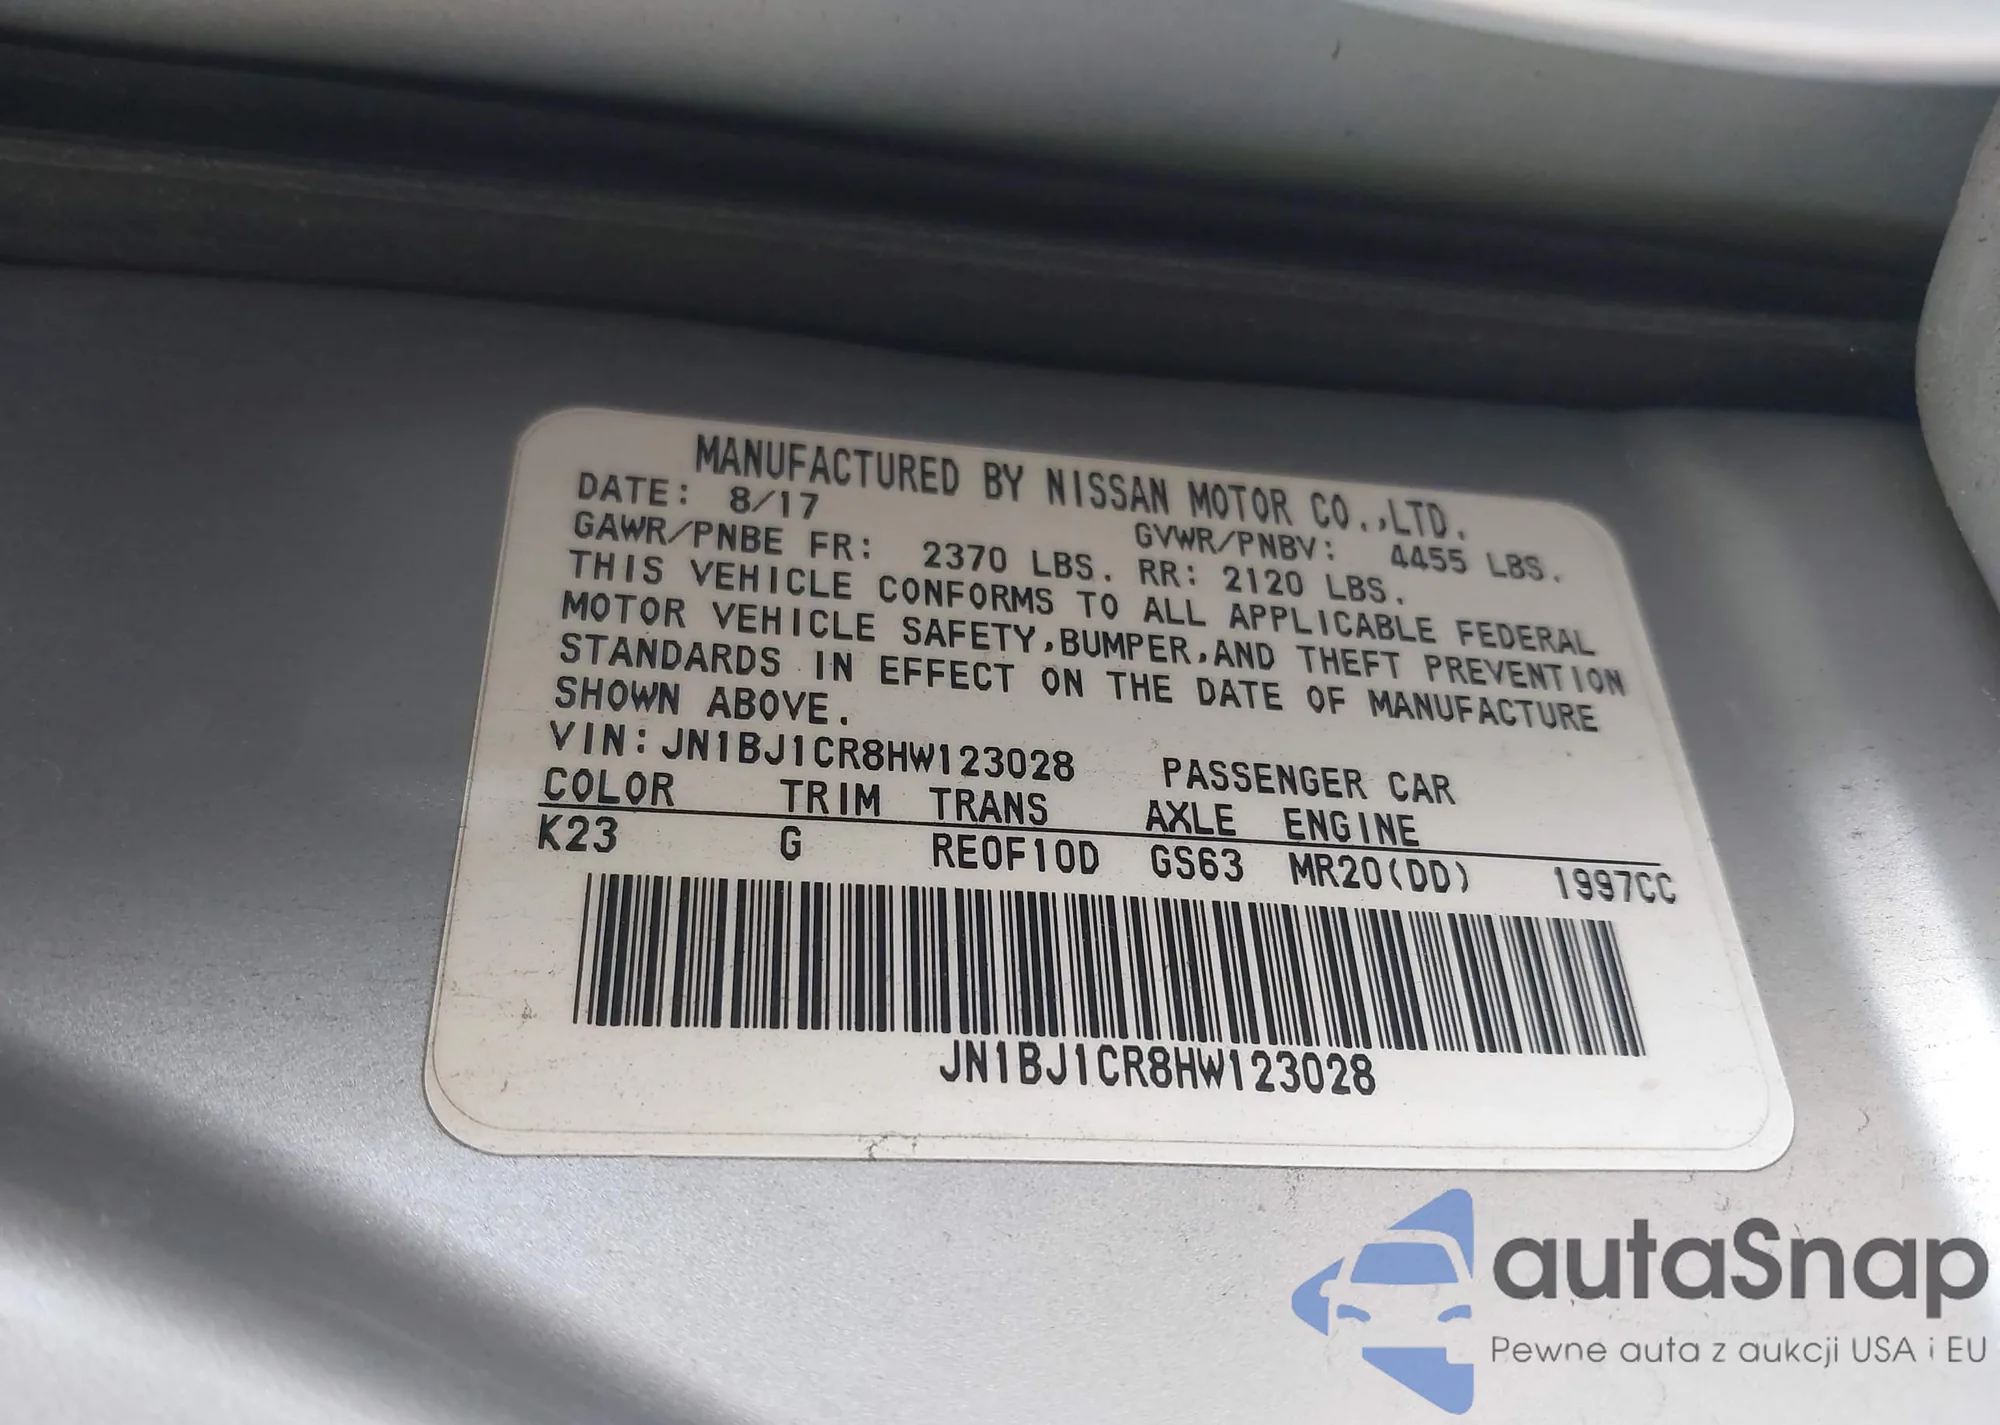 MANUFACTURED BY NISSAN MOTOR CO.,LTD.
DATE: 8/17 GVWR/PNBV: 4455 LBS.
GAWR/PNBE FR: 2370 LBS. RR: 2120 LBS.
THIS VEHICLE CONFORMS TO ALL APPLICABLE FEDERAL
MOTOR VEHICLE SAFETY,BUMPER,AND THEFT PREVENTION
STANDARDS IN EFFECT ON THE DATE OF MANUFACTURE
SHOWN ABOVE.
VIN:JN1BJ1CR8HW123028 PASSENGER CAR
COLOR TRIM TRANS AXLE ENGINE
K23 G RE0F10D GS63 MR20(DD) 1997CC
JN1BJ1CR8HW123028
autaSnap
Pewne auta z aukcji USA i EU